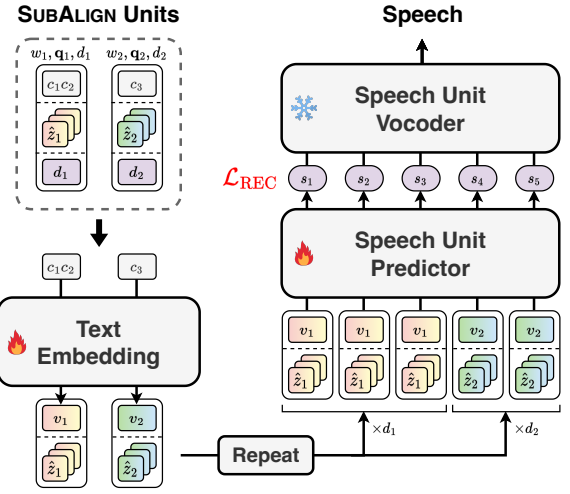 SUBALIGN Units
w₁, q₁, d₁ w₂, q₂, d₂
c₁c₂ c₃
ẑ₁ ẑ₂
d₁ d₂
c₁c₂ c₃
Text
Embedding
v₁ v₂
ẑ₁ ẑ₂
Repeat
Speech
Speech Unit
Vocoder
ℒ_REC s₁ s₂ s₃ s₄ s₅
Speech Unit
Predictor
v₁ v₁ v₁ v₂ v₂
ẑ₁ ẑ₁ ẑ₁ ẑ₂ ẑ₂
×d₁ ×d₂